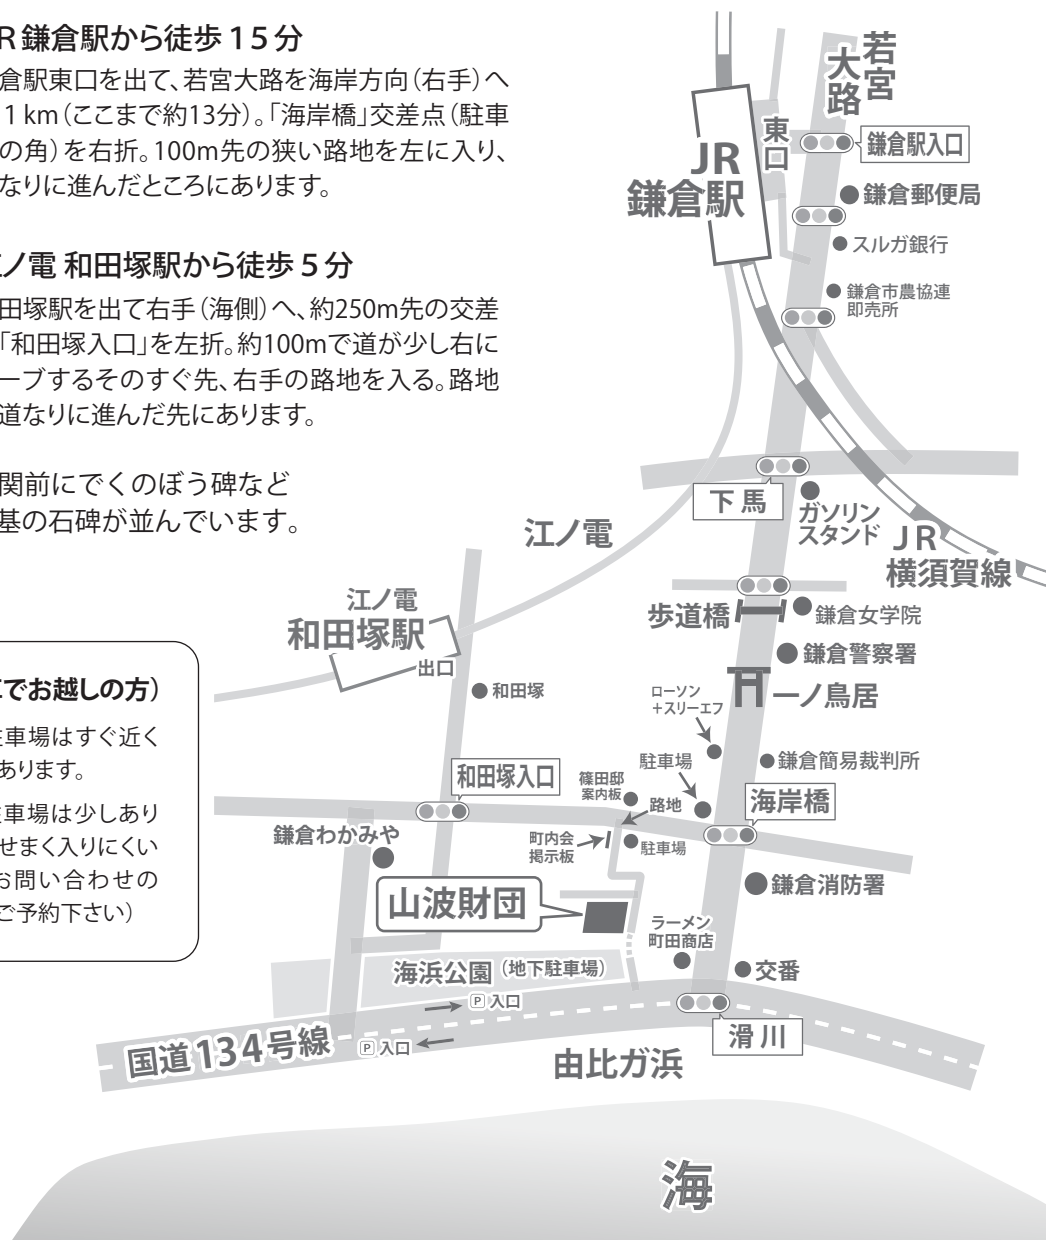 R 鎌倉駅から徒歩 15 分
倉駅東口を出て、若宮大路を海岸方向（右手）へ
1 km（ここまで約13分）。「海岸橋」交差点（駐車
の角）を右折。100m先の狭い路地を左に入り、
なりに進んだところにあります。
ノ電 和田塚駅から徒歩 5 分
田塚駅を出て右手（海側）へ、約250m先の交差
「和田塚入口」を左折。約100mで道が少し右に
ーブするそのすぐ先、右手の路地を入る。路地
道なりに進んだ先にあります。
関前にでくのぼう碑など
基の石碑が並んでいます。
でお越しの方）
車場はすぐ近く
あります。
車場は少しあり
せまく入りにくい
お問い合わせの
ご予約下さい）
若宮
大路
東口
JR
鎌倉駅
鎌倉駅入口
鎌倉郵便局
スルガ銀行
鎌倉市農協連
即売所
下馬
ガソリン
スタンド
JR
横須賀線
江ノ電
江ノ電
和田塚駅
出口
歩道橋
鎌倉女学院
鎌倉警察署
一ノ鳥居
和田塚
ローソン
＋スリーエフ
鎌倉簡易裁判所
駐車場
和田塚入口
篠田邸
案内板
路地
海岸橋
鎌倉わかみや
町内会
掲示板
駐車場
鎌倉消防署
山波財団
ラーメン
町田商店
海浜公園（地下駐車場）
交番
P 入口
P 入口
国道134号線
滑川
由比ガ浜
海